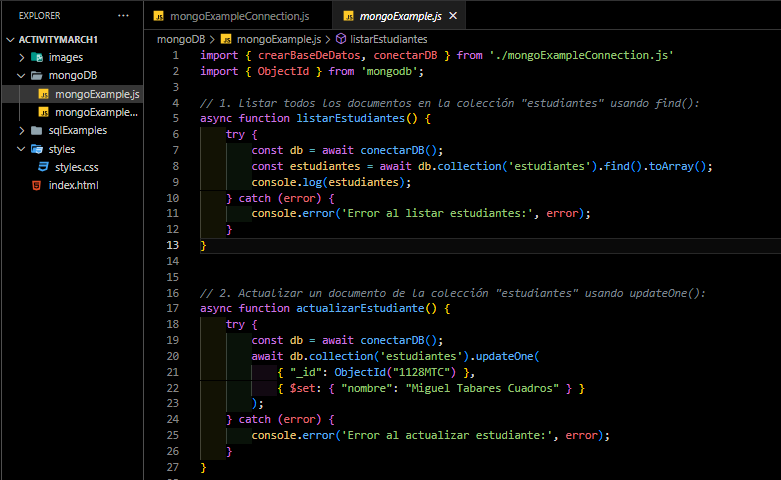 EXPLORER ···
ACTIVITYMARCH1
images
mongoDB
JS mongoExample.js
JS mongoExample...
sqlExamples
styles
styles.css
index.html
JS mongoExampleConnection.js
JS mongoExample.js ×
mongoDB > JS mongoExample.js > listarEstudiantes
1 import { crearBaseDeDatos, conectarDB } from './mongoExampleConnection.js'
2 import { ObjectId } from 'mongodb';
3
4 // 1. Listar todos los documentos en la colección "estudiantes" usando find():
5 async function listarEstudiantes() {
6 try {
7 const db = await conectarDB();
8 const estudiantes = await db.collection('estudiantes').find().toArray();
9 console.log(estudiantes);
10 } catch (error) {
11 console.error('Error al listar estudiantes:', error);
12 }
13 }
14
15
16 // 2. Actualizar un documento de la colección "estudiantes" usando updateOne():
17 async function actualizarEstudiante() {
18 try {
19 const db = await conectarDB();
20 await db.collection('estudiantes').updateOne(
21 { "_id": ObjectId("1128MTC") },
22 { $set: { "nombre": "Miguel Tabares Cuadros" } }
23 );
24 } catch (error) {
25 console.error('Error al actualizar estudiante:', error);
26 }
27 }